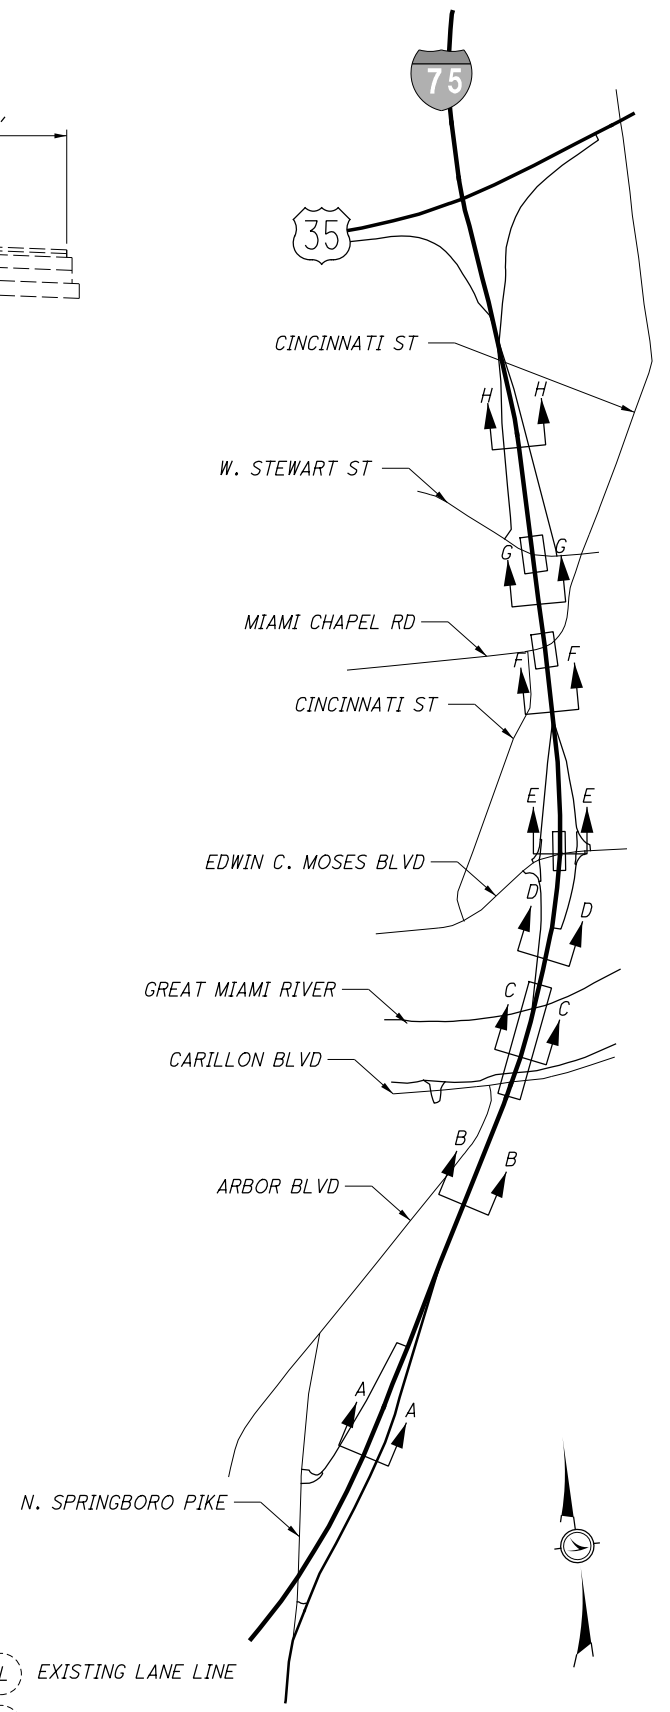 75
35
CINCINNATI ST
H H
W. STEWART ST
G G
MIAMI CHAPEL RD
F F
CINCINNATI ST
E E
EDWIN C. MOSES BLVD
D D
GREAT MIAMI RIVER
C C
CARILLON BLVD
B B
ARBOR BLVD
A A
N. SPRINGBORO PIKE
L EXISTING LANE LINE